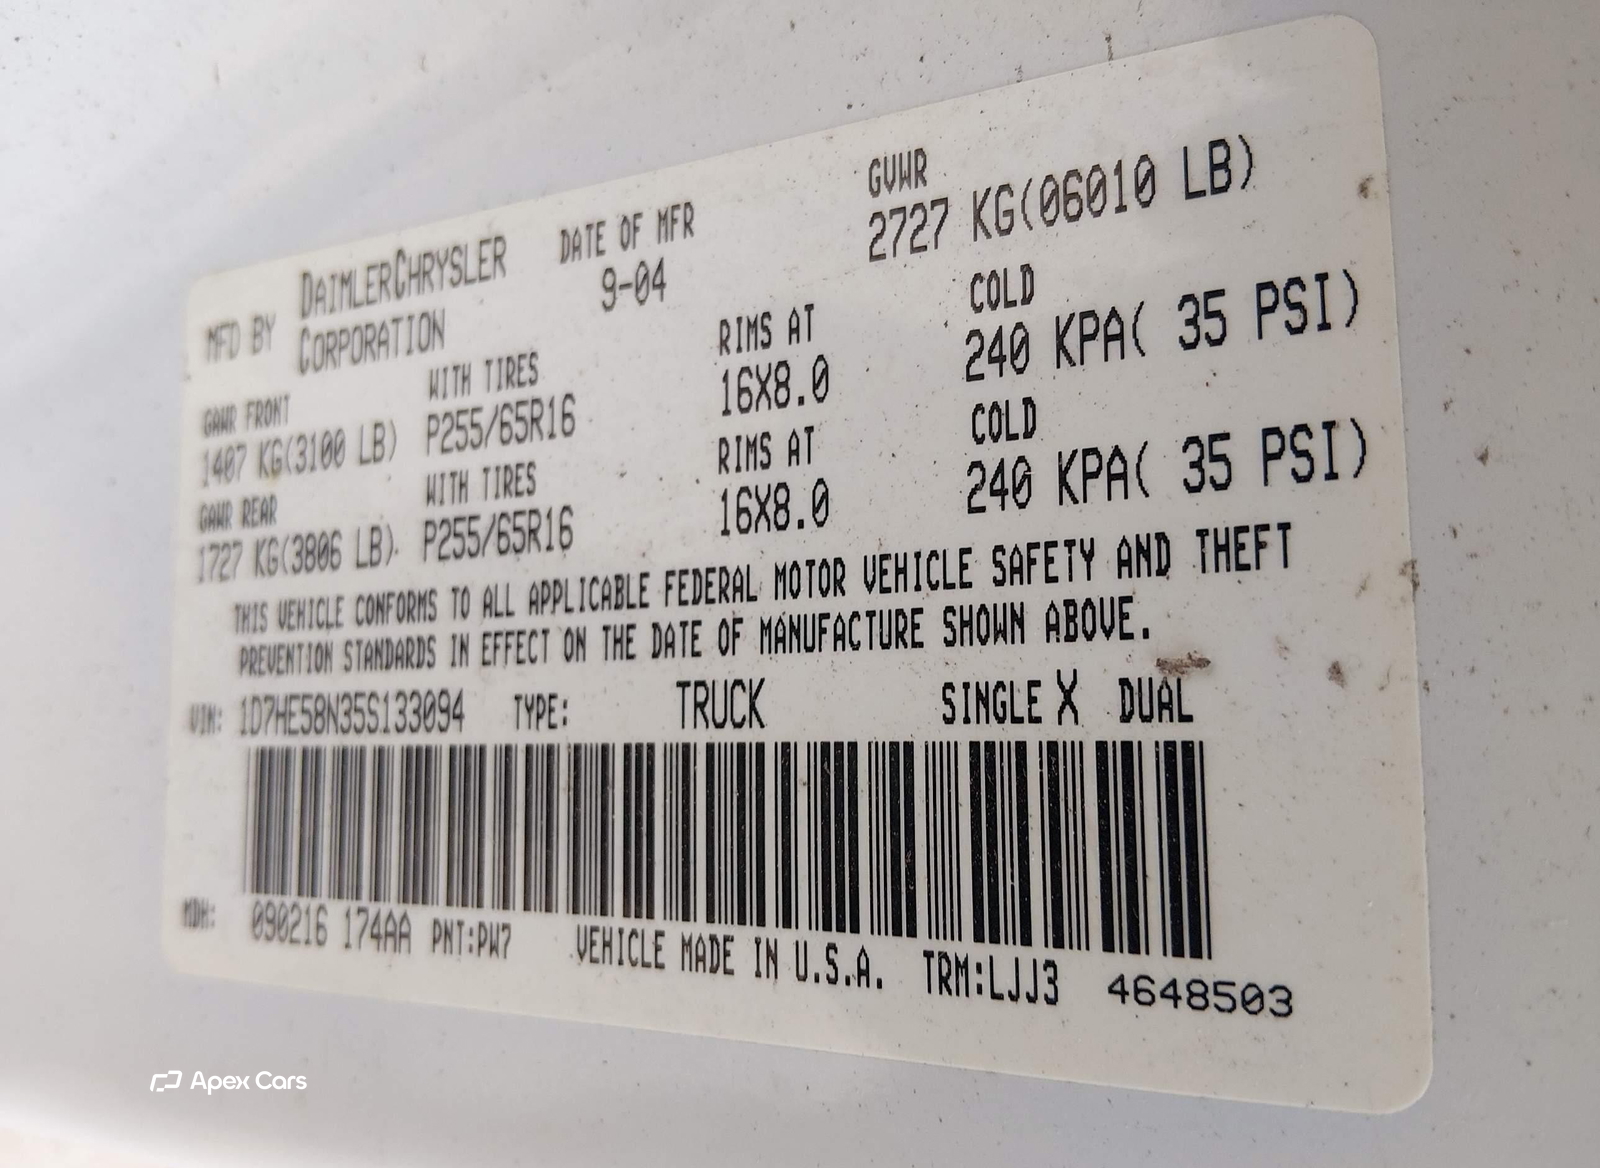 MFD BY DAIMLERCHRYSLER CORPORATION DATE OF MFR 9-04 GVWR 2727 KG(06010 LB)
GAWR FRONT WITH TIRES RIMS AT COLD
1407 KG(3100 LB) P255/65R16 16X8.0 240 KPA( 35 PSI)
GAWR REAR WITH TIRES RIMS AT COLD
1727 KG(3806 LB) P255/65R16 16X8.0 240 KPA( 35 PSI)
THIS VEHICLE CONFORMS TO ALL APPLICABLE FEDERAL MOTOR VEHICLE SAFETY AND THEFT
PREVENTION STANDARDS IN EFFECT ON THE DATE OF MANUFACTURE SHOWN ABOVE.
VIN: 1D7HE58N35S133094 TYPE: TRUCK SINGLE X DUAL
MDH: 090216 174AA PNT:PW7 VEHICLE MADE IN U.S.A. TRM:LJJ3 4648503
Apex Cars